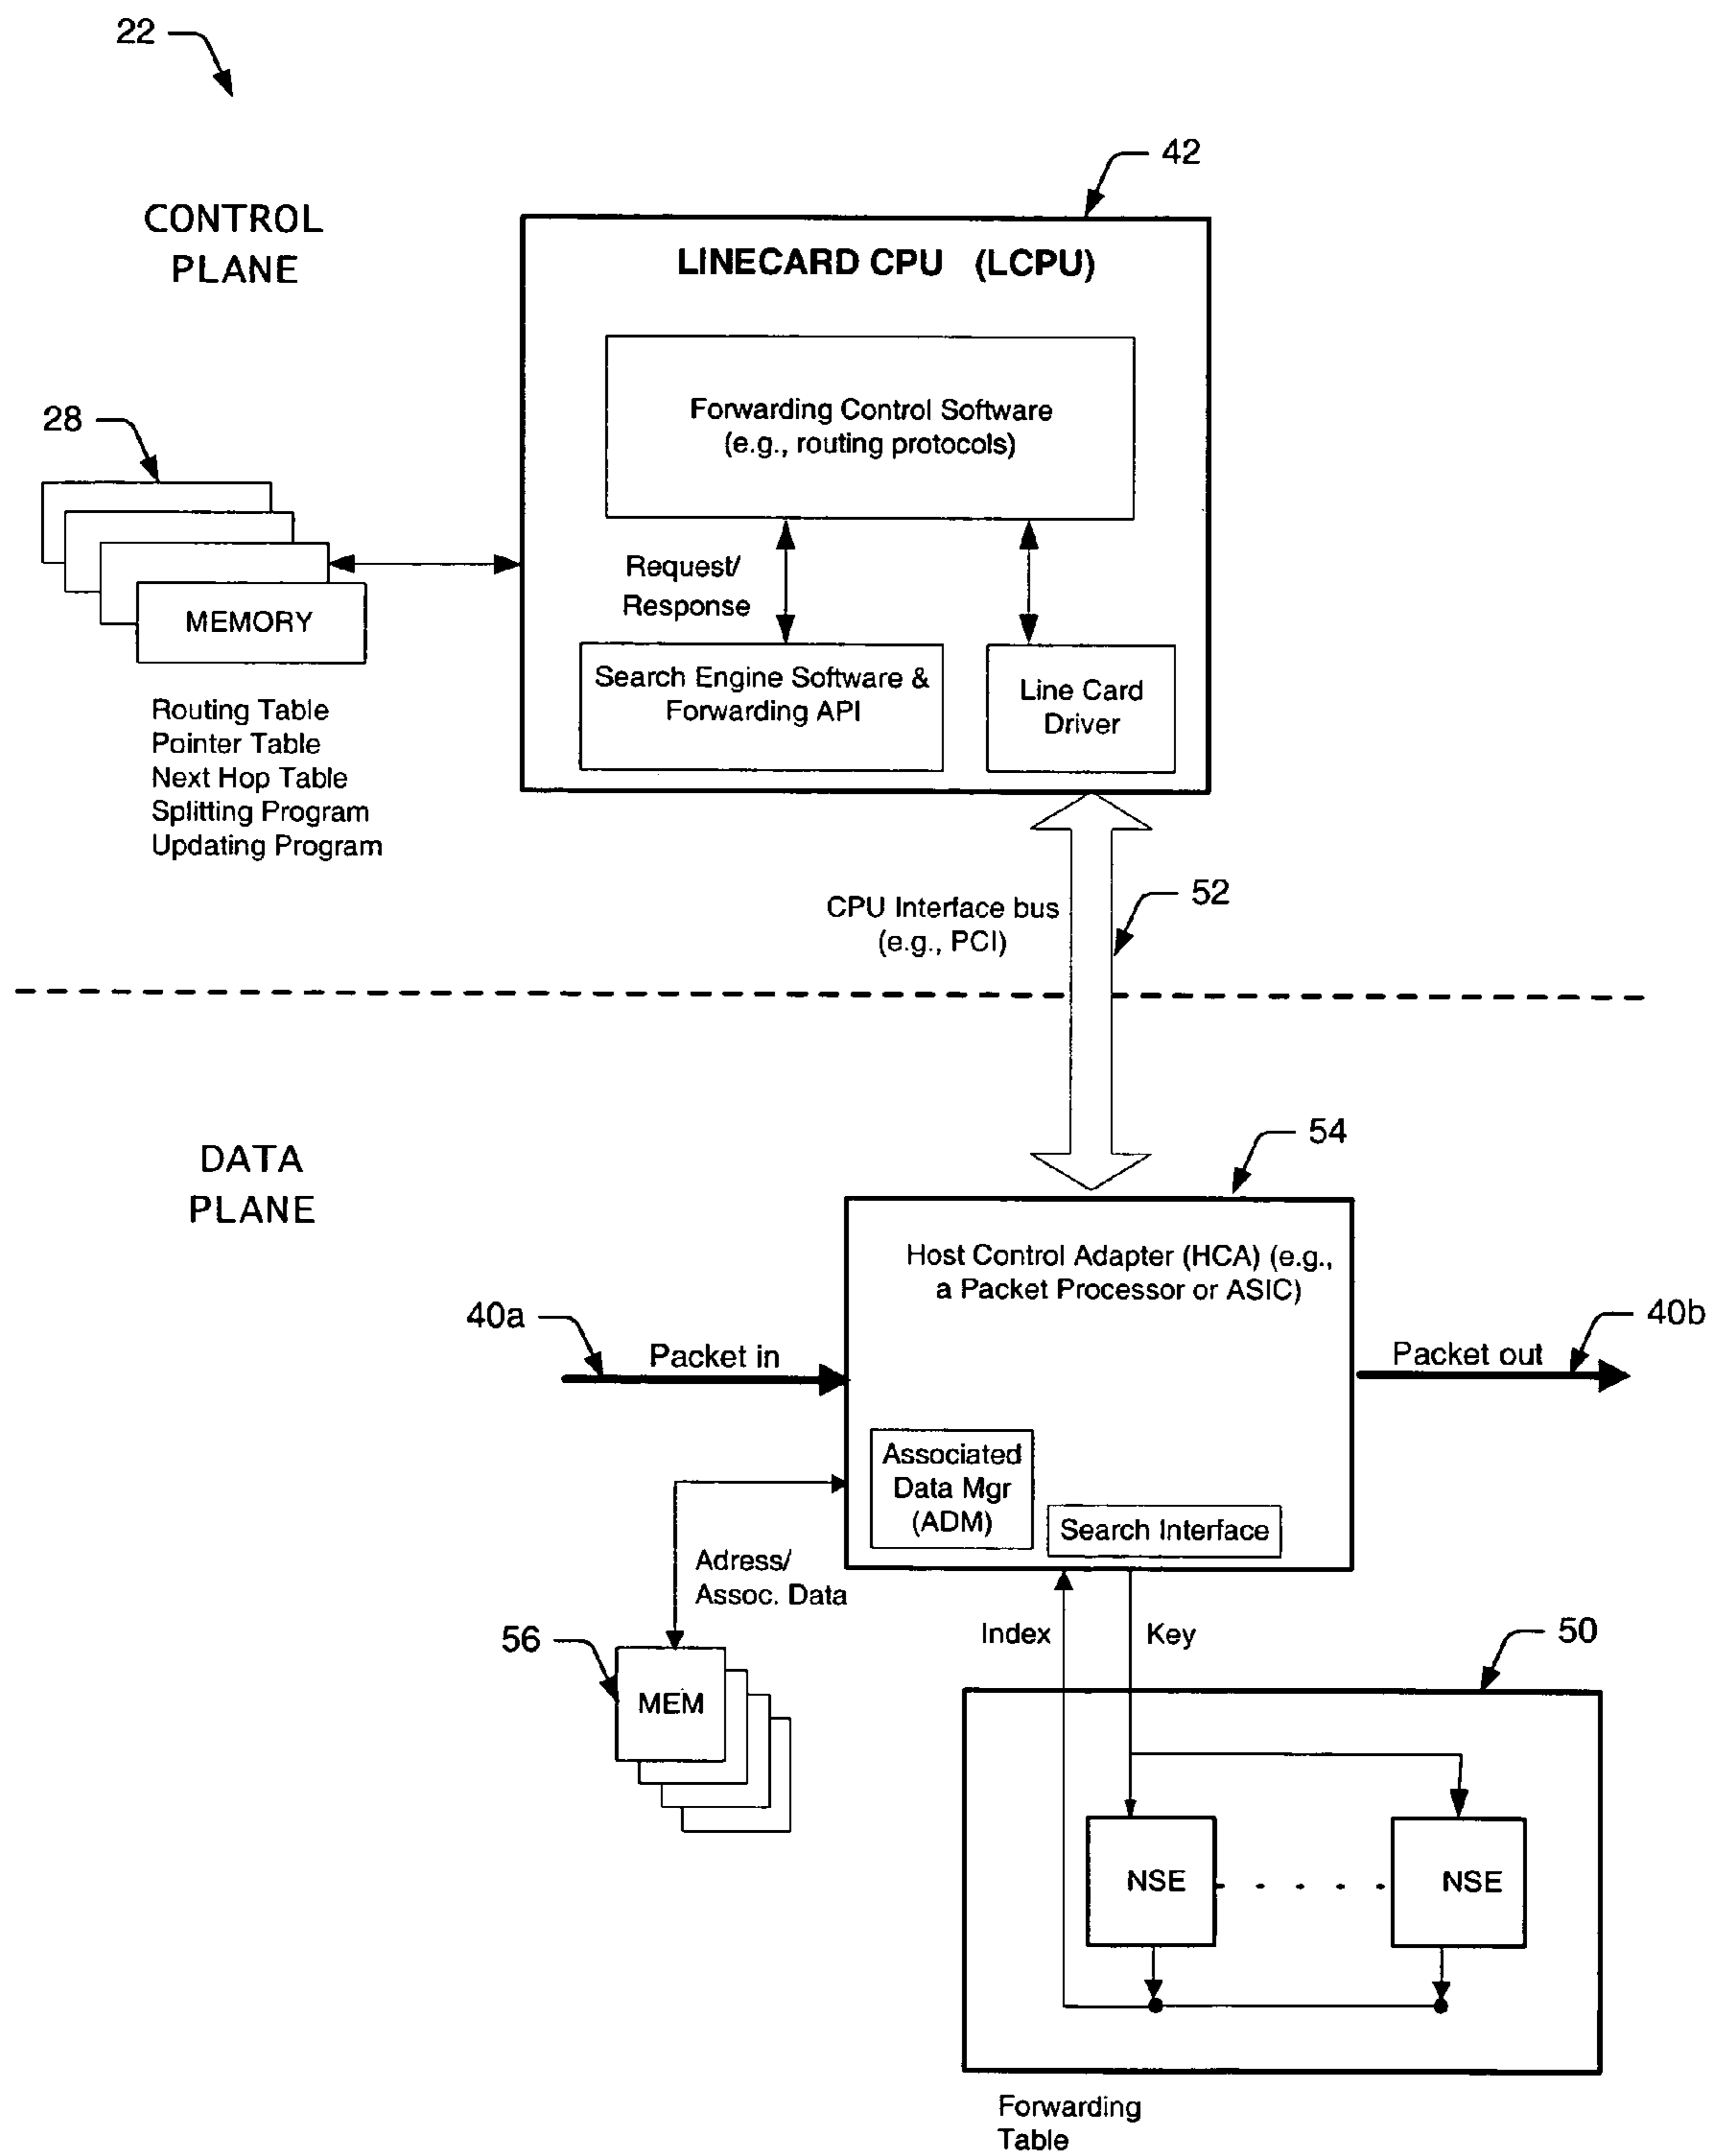 22
42
CONTROL
PLANE
LINECARD CPU (LCPU)
Forwarding Control Software
(e.g., routing protocols)
28
Request/
Response
MEMORY
Search Engine Software &
Forwarding API
Line Card
Driver
Routing Table
Pointer Table
Next Hop Table
Splitting Program
Updating Program
CPU Interface bus
(e.g., PCI)
52
DATA
PLANE
54
Host Control Adapter (HCA) (e.g.,
a Packet Processor or ASIC)
40a
Packet in
Packet out
40b
Associated
Data Mgr
(ADM)
Search Interface
Adress/
Assoc. Data
Index
Key
56
MEM
50
NSE
NSE
Forwarding
Table